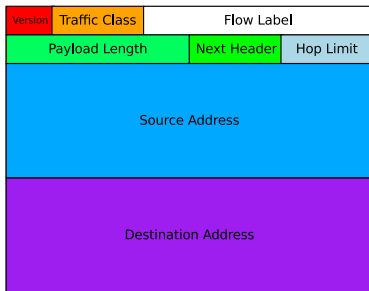 Version Traffic Class Flow Label
Payload Length Next Header Hop Limit
Source Address
Destination Address